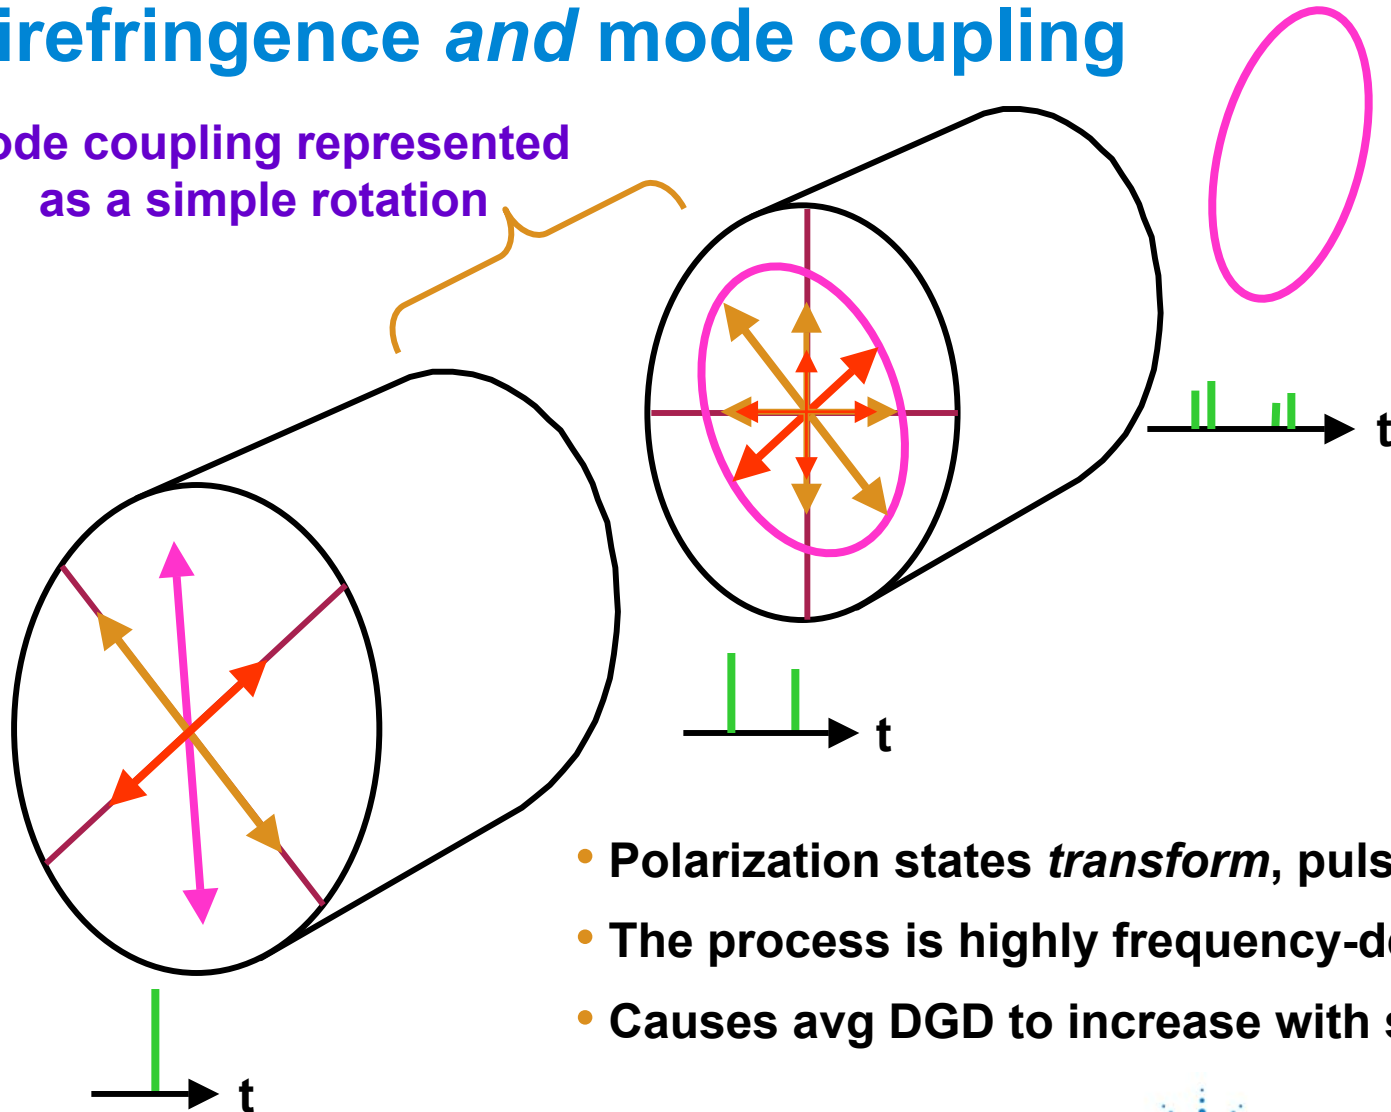 irefringence and mode coupling
ode coupling represented
as a simple rotation
t
t
t
• Polarization states transform, puls
• The process is highly frequency-de
• Causes avg DGD to increase with s